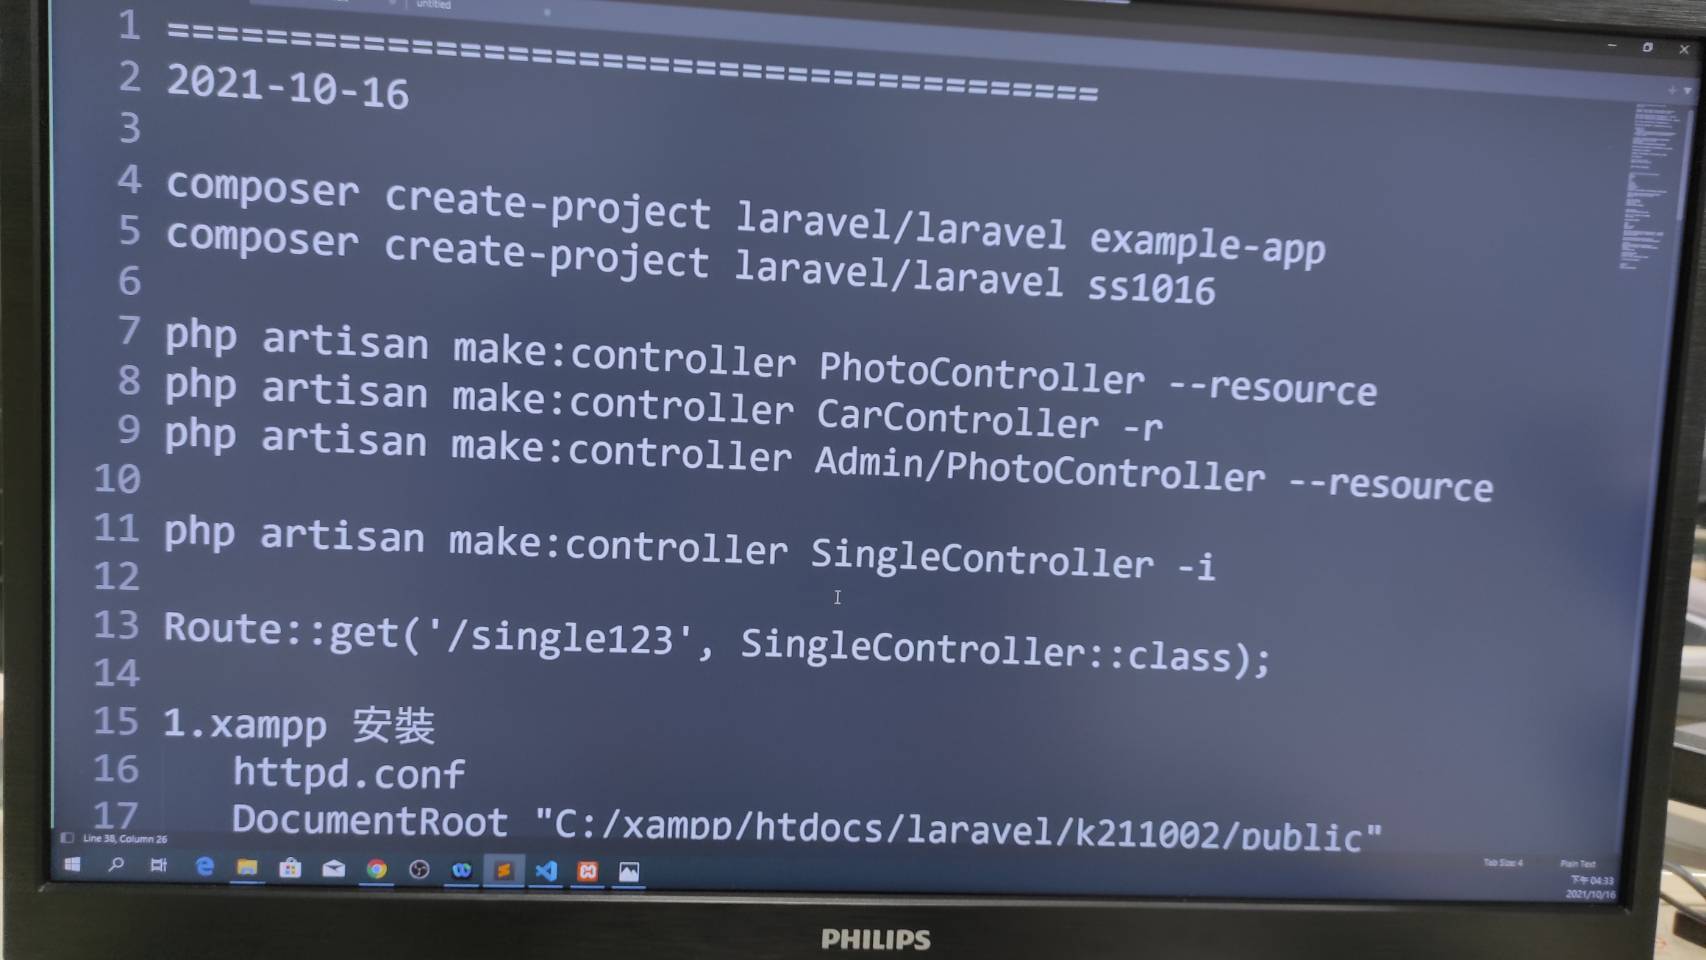 untitled
1 ======================================
2 2021-10-16
3
4 composer create-project laravel/laravel example-app
5 composer create-project laravel/laravel ss1016
6
7 php artisan make:controller PhotoController --resource
8 php artisan make:controller CarController -r
9 php artisan make:controller Admin/PhotoController --resource
10
11 php artisan make:controller SingleController -i
12
13 Route::get('/single123', SingleController::class);
14
15 1.xampp 安裝
16 httpd.conf
17 DocumentRoot "C:/xampp/htdocs/laravel/k211002/public"
Line 38, Column 26
Tab Size: 4
Plain Text
下午 04:33
2021/10/16
PHILIPS